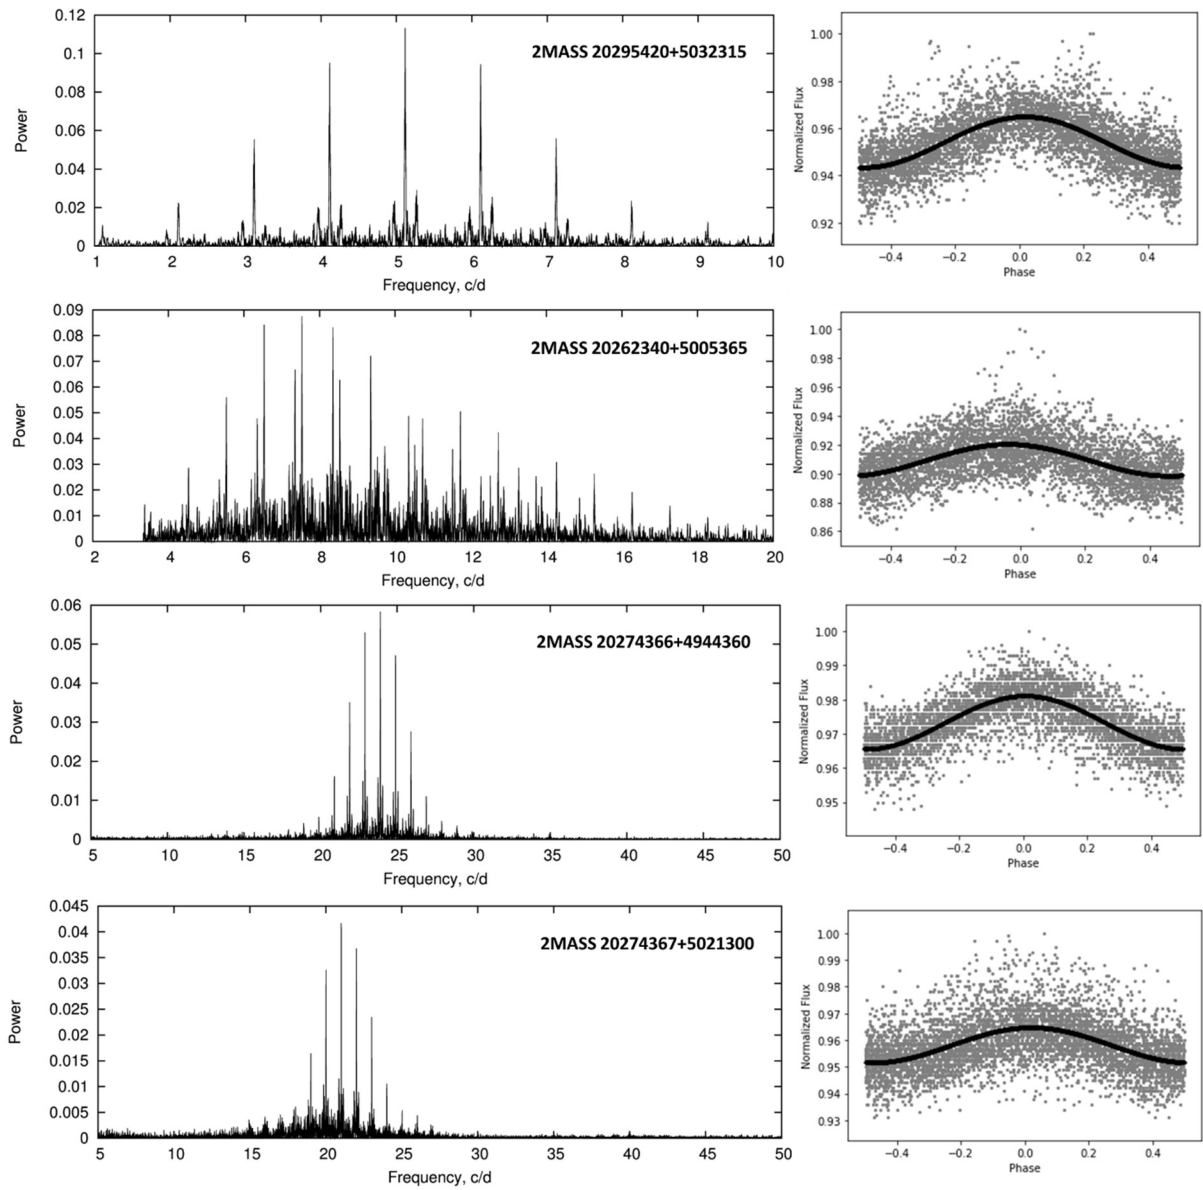 0.12
0.1
0.08
0.06
0.04
0.02
0
Power
2MASS 20295420+5032315
1 2 3 4 5 6 7 8 9 10
Frequency, c/d
1.00
0.98
0.96
0.94
0.92
Normalized Flux
−0.4 −0.2 0.0 0.2 0.4
Phase
0.09
0.08
0.07
0.06
0.05
0.04
0.03
0.02
0.01
0
Power
2MASS 20262340+5005365
2 4 6 8 10 12 14 16 18 20
Frequency, c/d
1.00
0.98
0.96
0.94
0.92
0.90
0.88
0.86
Normalized Flux
−0.4 −0.2 0.0 0.2 0.4
Phase
0.06
0.05
0.04
0.03
0.02
0.01
0
Power
2MASS 20274366+4944360
5 10 15 20 25 30 35 40 45 50
Frequency, c/d
1.00
0.99
0.98
0.97
0.96
0.95
Normalized Flux
−0.4 −0.2 0.0 0.2 0.4
Phase
0.045
0.04
0.035
0.03
0.025
0.02
0.015
0.01
0.005
0
Power
2MASS 20274367+5021300
5 10 15 20 25 30 35 40 45 50
Frequency, c/d
1.00
0.99
0.98
0.97
0.96
0.95
0.94
0.93
Normalized Flux
−0.4 −0.2 0.0 0.2 0.4
Phase